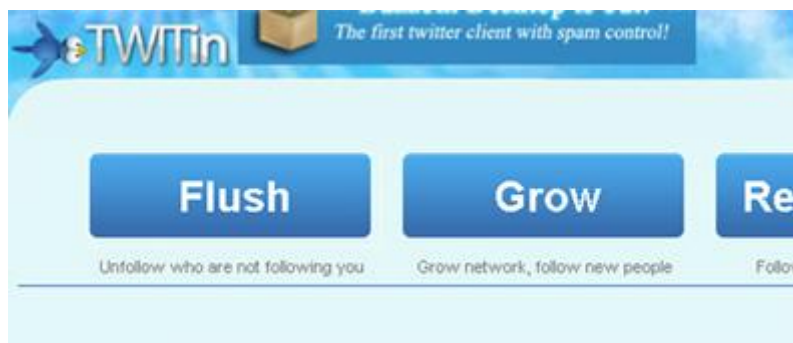 TWITin
The first twitter client with spam control!
Flush
Grow
Re
Unfollow who are not following you
Grow network, follow new people
Follow